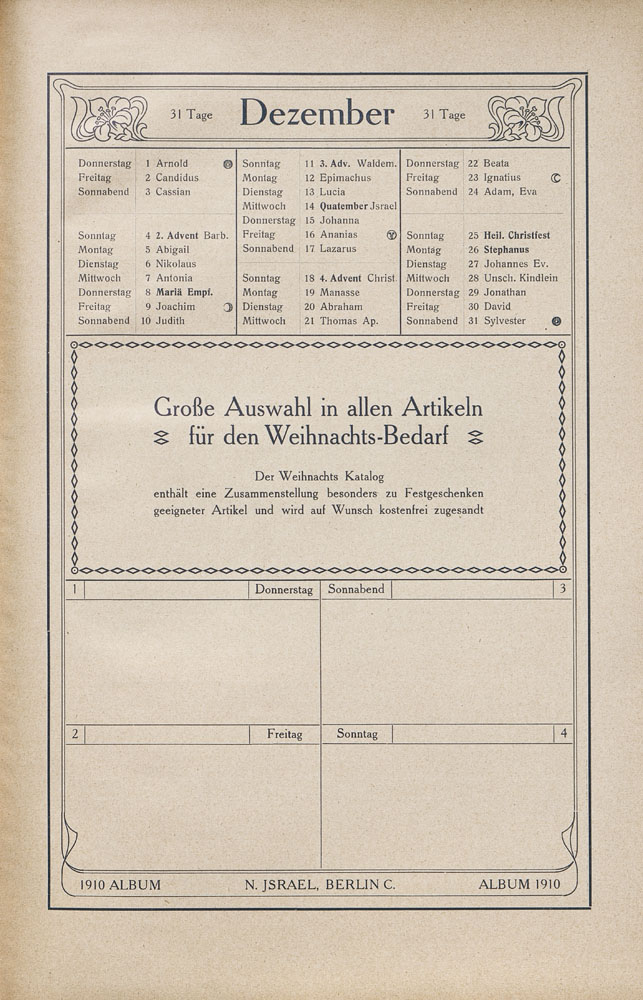 31 Tage Dezember 31 Tage
Donnerstag 1 Arnold
Freitag 2 Candidus
Sonnabend 3 Cassian
Sonntag 4 2. Advent Barb.
Montag 5 Abigail
Dienstag 6 Nikolaus
Mittwoch 7 Antonia
Donnerstag 8 Mariä Empf.
Freitag 9 Joachim
Sonnabend 10 Judith
Sonntag 11 3. Adv. Waldem.
Montag 12 Epimachus
Dienstag 13 Lucia
Mittwoch 14 Quatember Jsrael
Donnerstag 15 Johanna
Freitag 16 Ananias
Sonnabend 17 Lazarus
Sonntag 18 4. Advent Christ.
Montag 19 Manasse
Dienstag 20 Abraham
Mittwoch 21 Thomas Ap.
Donnerstag 22 Beata
Freitag 23 Ignatius
Sonnabend 24 Adam, Eva
Sonntag 25 Heil. Christfest
Montag 26 Stephanus
Dienstag 27 Johannes Ev.
Mittwoch 28 Unsch. Kindlein
Donnerstag 29 Jonathan
Freitag 30 David
Sonnabend 31 Sylvester
Große Auswahl in allen Artikeln
für den Weihnachts-Bedarf
Der Weihnachts Katalog
enthält eine Zusammenstellung besonders zu Festgeschenken
geeigneter Artikel und wird auf Wunsch kostenfrei zugesandt
1 Donnerstag Sonnabend 3
2 Freitag Sonntag 4
1910 ALBUM N. JSRAEL, BERLIN C. ALBUM 1910